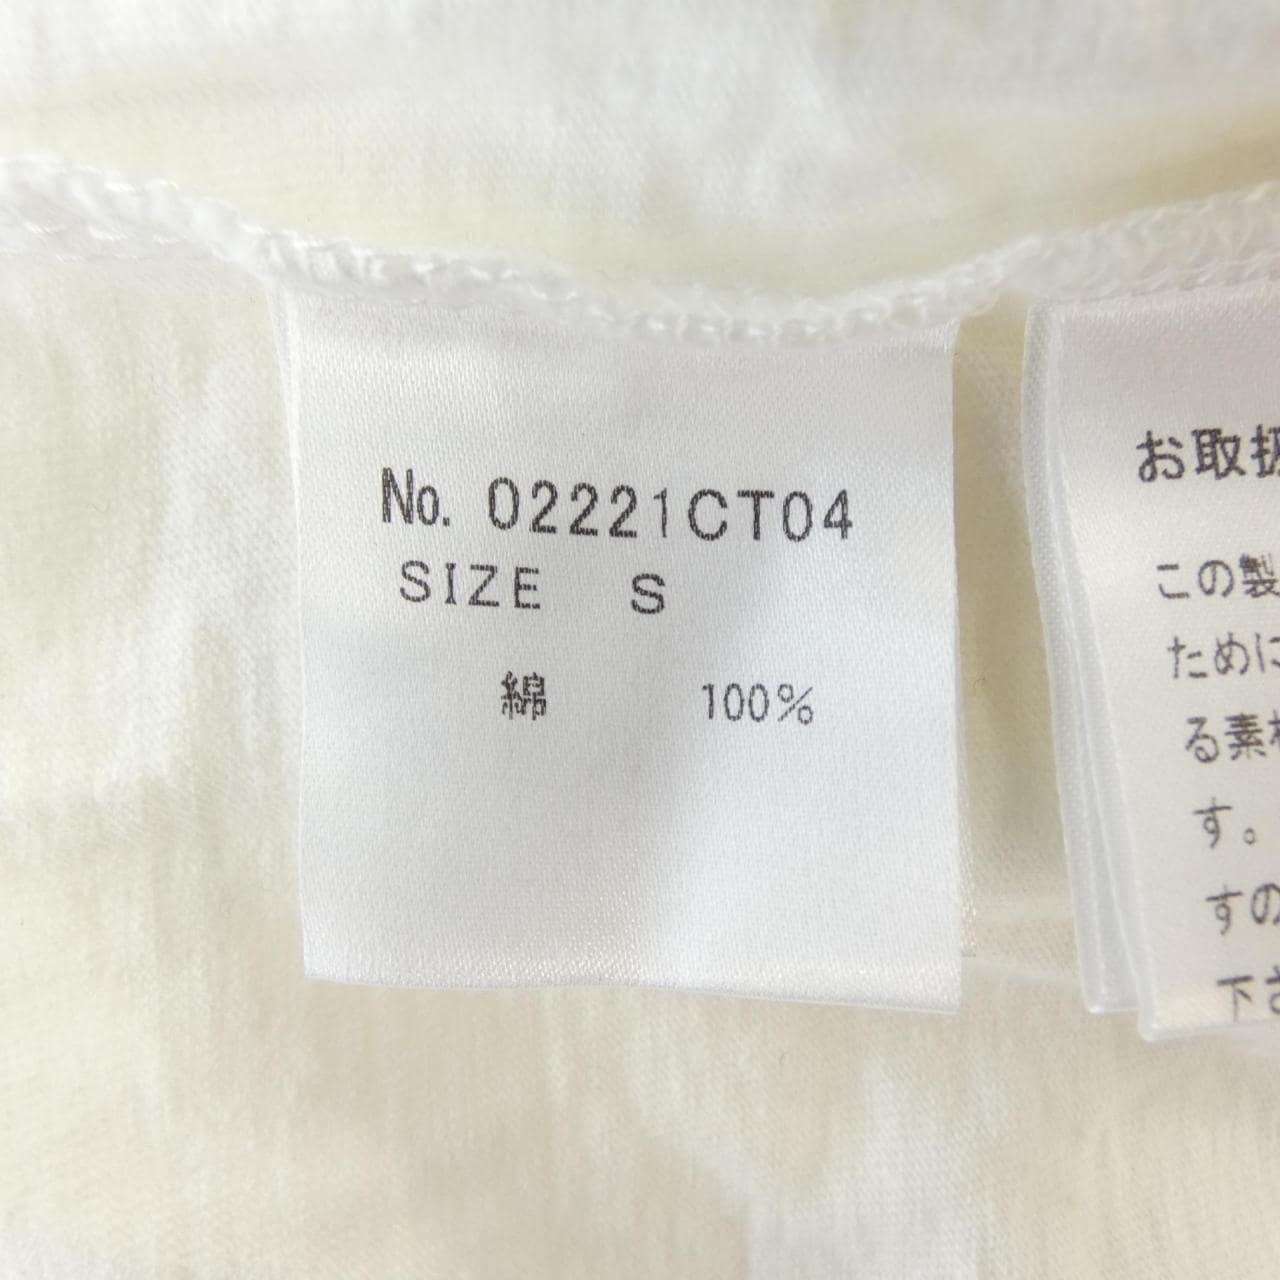 No. 02221CT04
SIZE S
綿 100%
お取扱
この製
ために
る素材
す。
すの
下さ